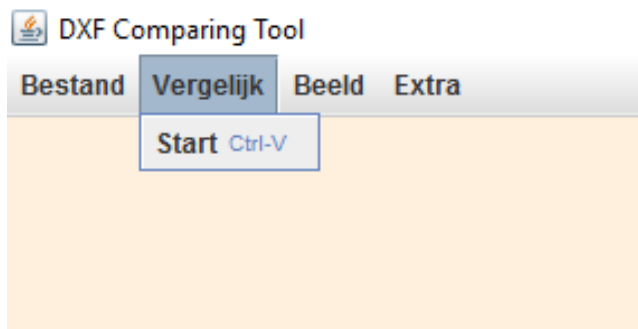 DXF Comparing Tool
Bestand Vergelijk Beeld Extra
Start Ctrl-V